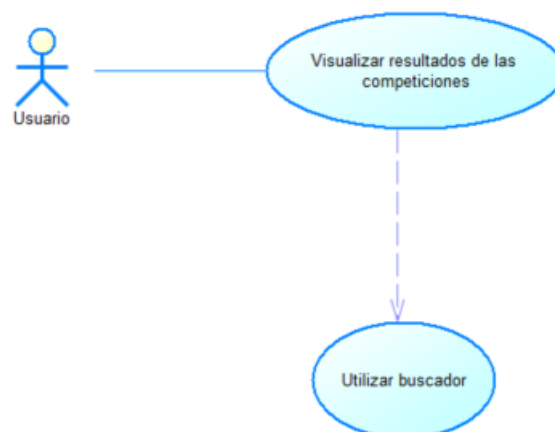 Visualizar resultados de las
competiciones
Usuario
Utilizar buscador